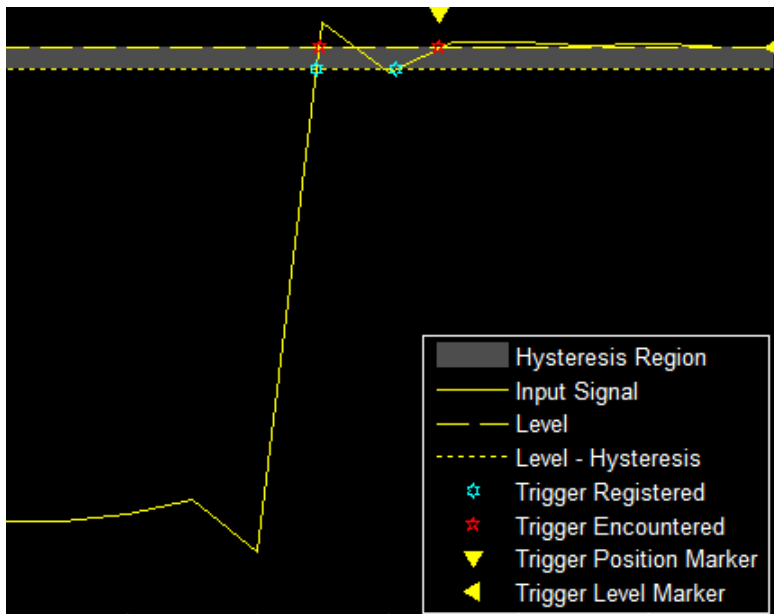 Hysteresis Region
Input Signal
Level
Level - Hysteresis
Trigger Registered
Trigger Encountered
Trigger Position Marker
Trigger Level Marker